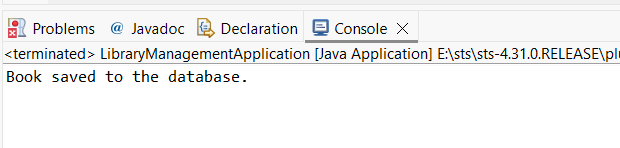 Problems @ Javadoc Declaration Console
<terminated> LibraryManagementApplication [Java Application] E:\sts\sts-4.31.0.RELEASE\plu
Book saved to the database.